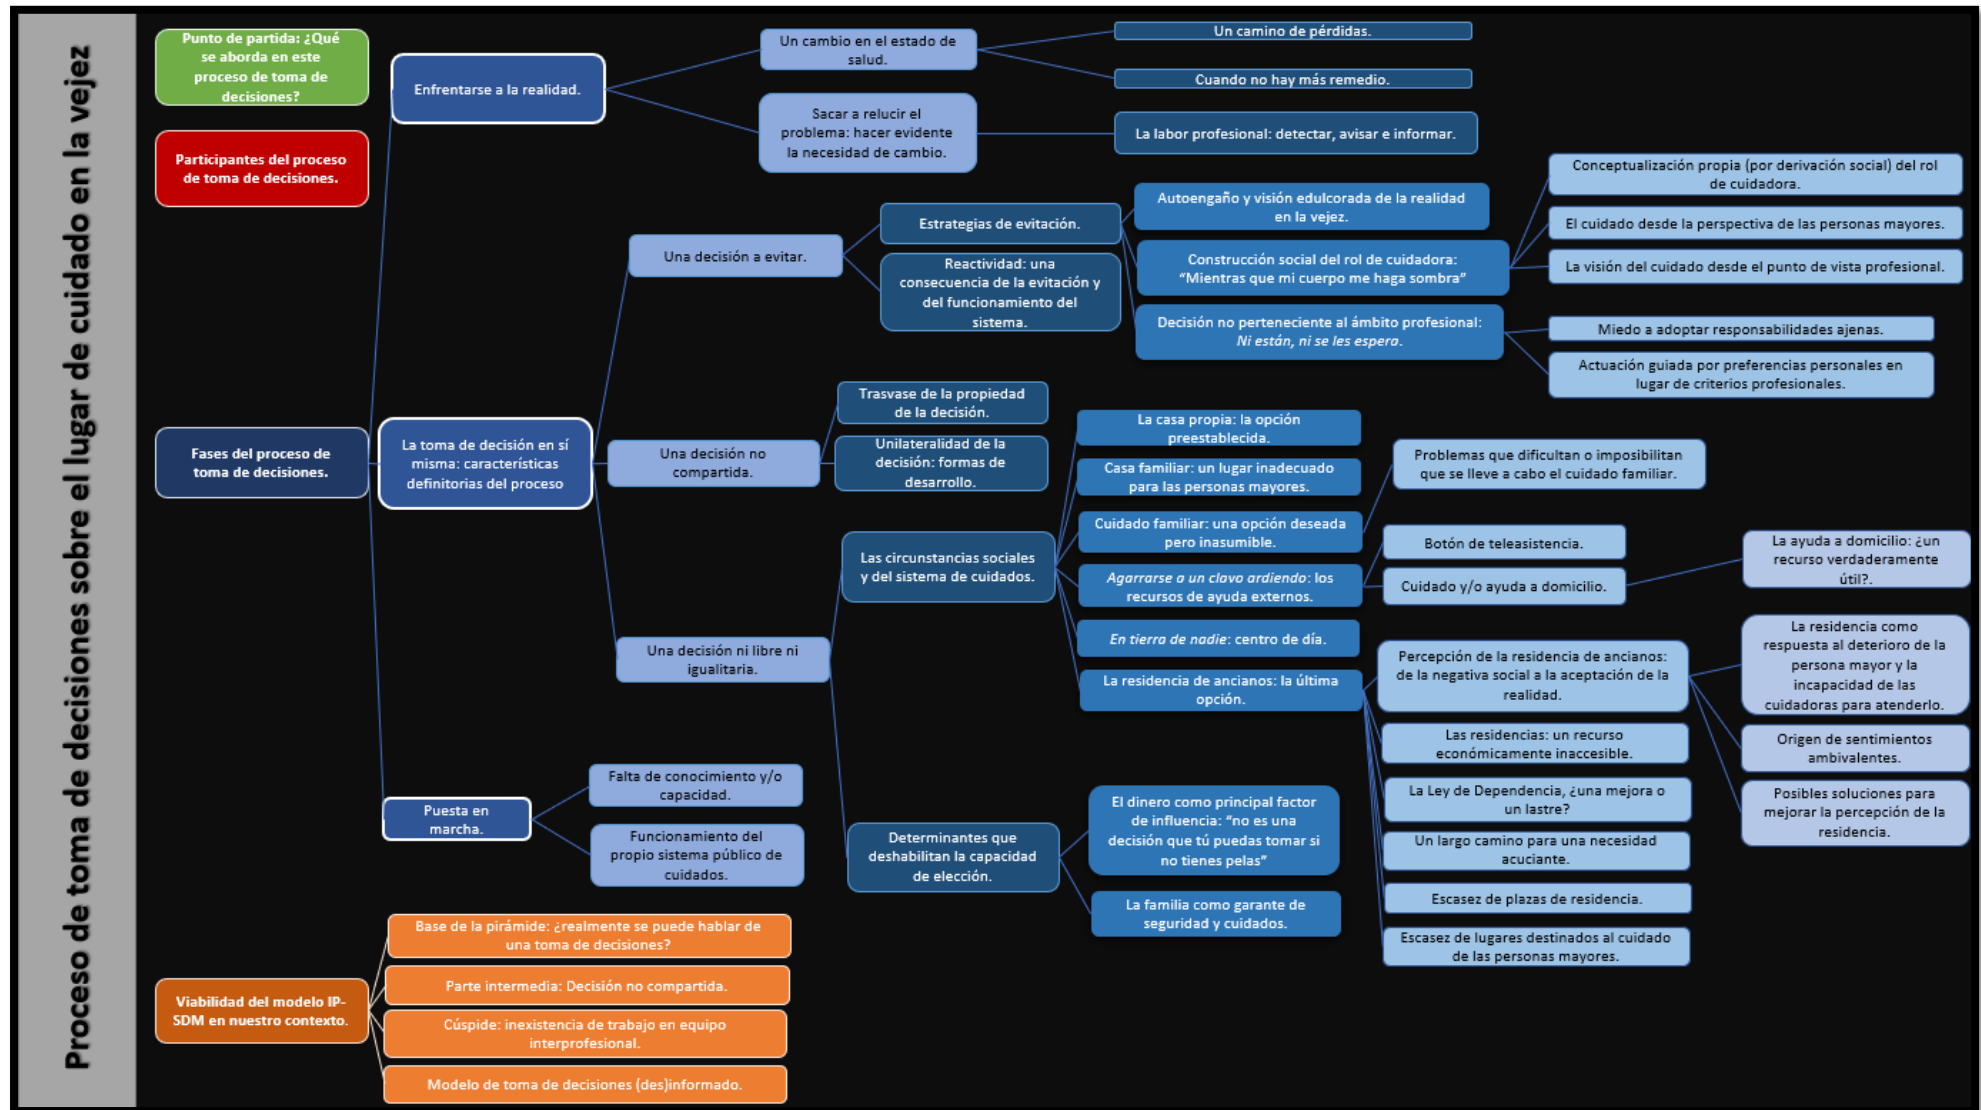 Proceso de toma de decisiones sobre el lugar de cuidado en la vejez
Punto de partida: ¿Qué
se aborda en este
proceso de toma de
decisiones?
Participantes del proceso
de toma de decisiones.
Fases del proceso de
toma de decisiones.
Enfrentarse a la realidad.
Un cambio en el estado de
salud.
Un camino de pérdidas.
Cuando no hay más remedio.
Sacar a relucir el
problema: hacer evidente
la necesidad de cambio.
La labor profesional: detectar, avisar e informar.
La toma de decisión en sí
misma: características
definitorias del proceso
Una decisión a evitar.
Estrategias de evitación.
Autoengaño y visión edulcorada de la realidad
en la vejez.
Construcción social del rol de cuidadora:
“Mientras que mi cuerpo me haga sombra”
Conceptualización propia (por derivación social) del rol
de cuidadora.
El cuidado desde la perspectiva de las personas mayores.
La visión del cuidado desde el punto de vista profesional.
Decisión no perteneciente al ámbito profesional:
Ni están, ni se les espera.
Miedo a adoptar responsabilidades ajenas.
Actuación guiada por preferencias personales en
lugar de criterios profesionales.
Reactividad: una
consecuencia de la evitación y
del funcionamiento del
sistema.
Una decisión no
compartida.
Trasvase de la propiedad
de la decisión.
Unilateralidad de la
decisión: formas de
desarrollo.
Una decisión ni libre ni
igualitaria.
Las circunstancias sociales
y del sistema de cuidados.
La casa propia: la opción
preestablecida.
Casa familiar: un lugar inadecuado
para las personas mayores.
Cuidado familiar: una opción deseada
pero inasumible.
Problemas que dificultan o imposibilitan
que se lleve a cabo el cuidado familiar.
Agarrarse a un clavo ardiendo: los
recursos de ayuda externos.
Botón de teleasistencia.
Cuidado y/o ayuda a domicilio.
La ayuda a domicilio: ¿un
recurso verdaderamente
útil?.
En tierra de nadie: centro de día.
La residencia de ancianos: la última
opción.
Percepción de la residencia de ancianos:
de la negativa social a la aceptación de la
realidad.
La residencia como
respuesta al deterioro de la
persona mayor y la
incapacidad de las
cuidadoras para atenderlo.
Origen de sentimientos
ambivalentes.
Posibles soluciones para
mejorar la percepción de la
residencia.
Las residencias: un recurso
económicamente inaccesible.
La Ley de Dependencia, ¿una mejora o
un lastre?
Un largo camino para una necesidad
acuciante.
Escasez de plazas de residencia.
Escasez de lugares destinados al cuidado
de las personas mayores.
Determinantes que
deshabilitan la capacidad
de elección.
El dinero como principal factor
de influencia: “no es una
decisión que tú puedas tomar si
no tienes pelas”
La familia como garante de
seguridad y cuidados.
Puesta en
marcha.
Falta de conocimiento y/o
capacidad.
Funcionamiento del
propio sistema público de
cuidados.
Viabilidad del modelo IP-
SDM en nuestro contexto.
Base de la pirámide: ¿realmente se puede hablar de
una toma de decisiones?
Parte intermedia: Decisión no compartida.
Cúspide: inexistencia de trabajo en equipo
interprofesional.
Modelo de toma de decisiones (des)informado.